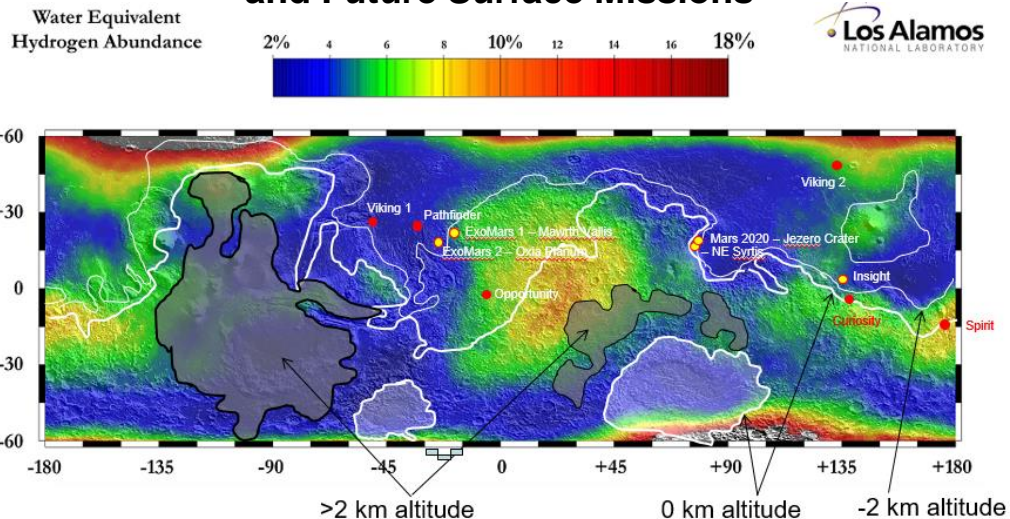 and Future Surface Missions
Water Equivalent
Hydrogen Abundance
2% 4 6 8 10% 12 14 16 18%
Los Alamos
NATIONAL LABORATORY
+60
+30
0
-30
-60
Viking 2
Viking 1
Pathfinder
ExoMars 1 – Mawrth Vallis
ExoMars 2 – Oxia Planum
Mars 2020 – Jezero Crater
– NE Syrtis
Insight
Opportunity
Curiosity
Spirit
-180 -135 -90 -45 0 +45 +90 +135 +180
>2 km altitude
0 km altitude
-2 km altitude